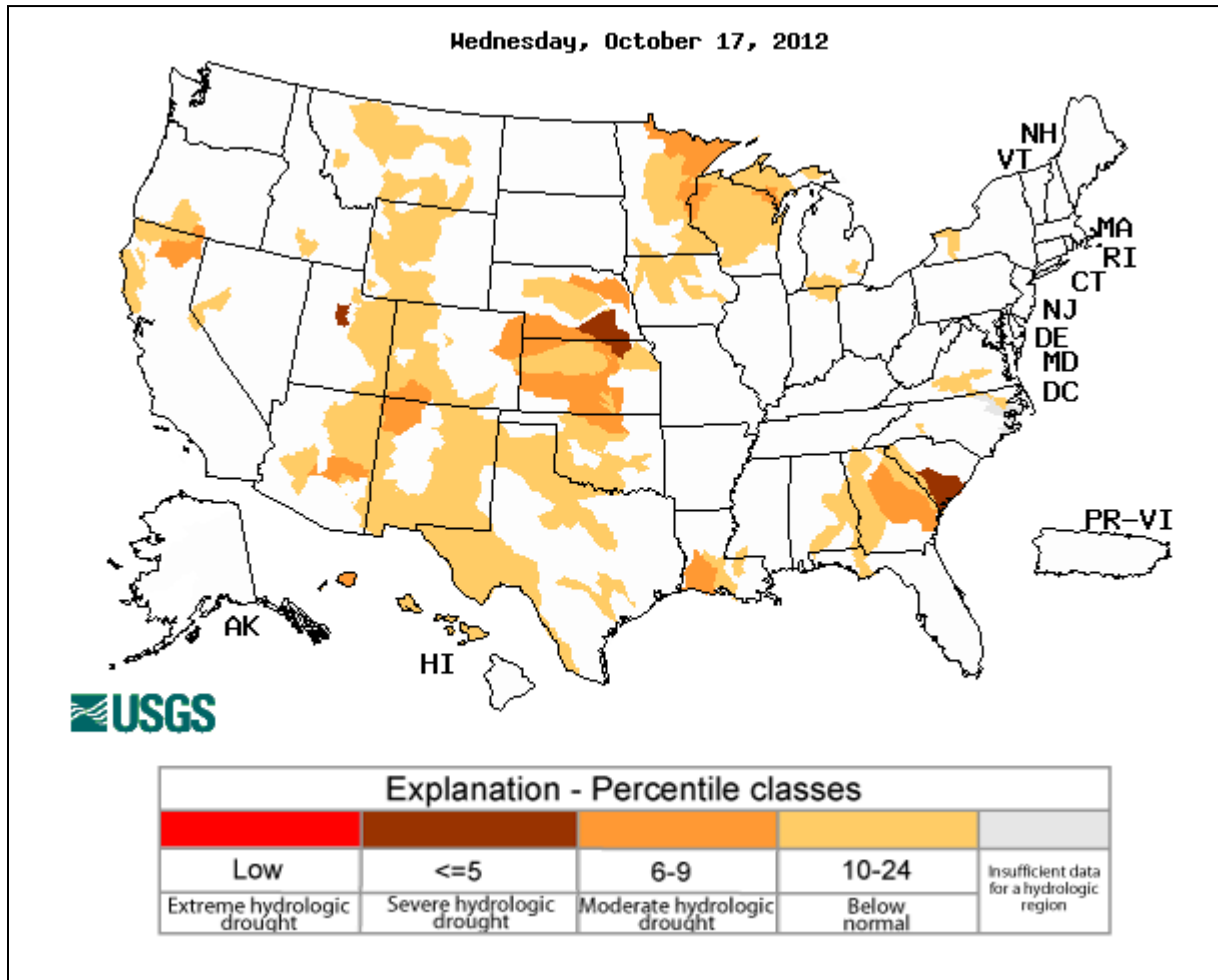 Wednesday, October 17, 2012
NH
VT
MA
RI
CT
NJ
DE
MD
DC
PR-VI
AK
HI
USGS
Explanation - Percentile classes
Low <=5 6-9 10-24 Insufficient data
for a hydrologic
region
Extreme hydrologic Severe hydrologic Moderate hydrologic Below
drought drought drought normal